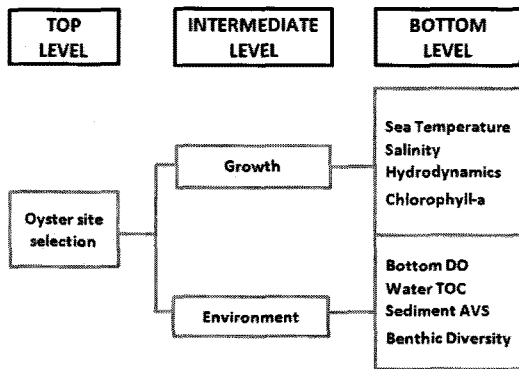 TOP
LEVEL
INTERMEDIATE
LEVEL
BOTTOM
LEVEL
Oyster site
selection
Growth
Environment
Sea Temperature
Salinity
Hydrodynamics
Chlorophyll-a
Bottom DO
Water TOC
Sediment AVS
Benthic Diversity